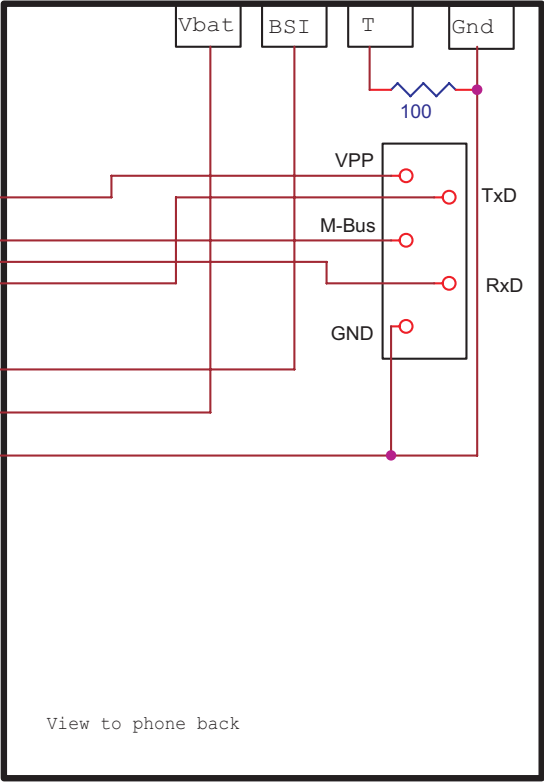 Vbat BSI T Gnd
100
VPP
TxD
M-Bus
RxD
GND
View to phone back